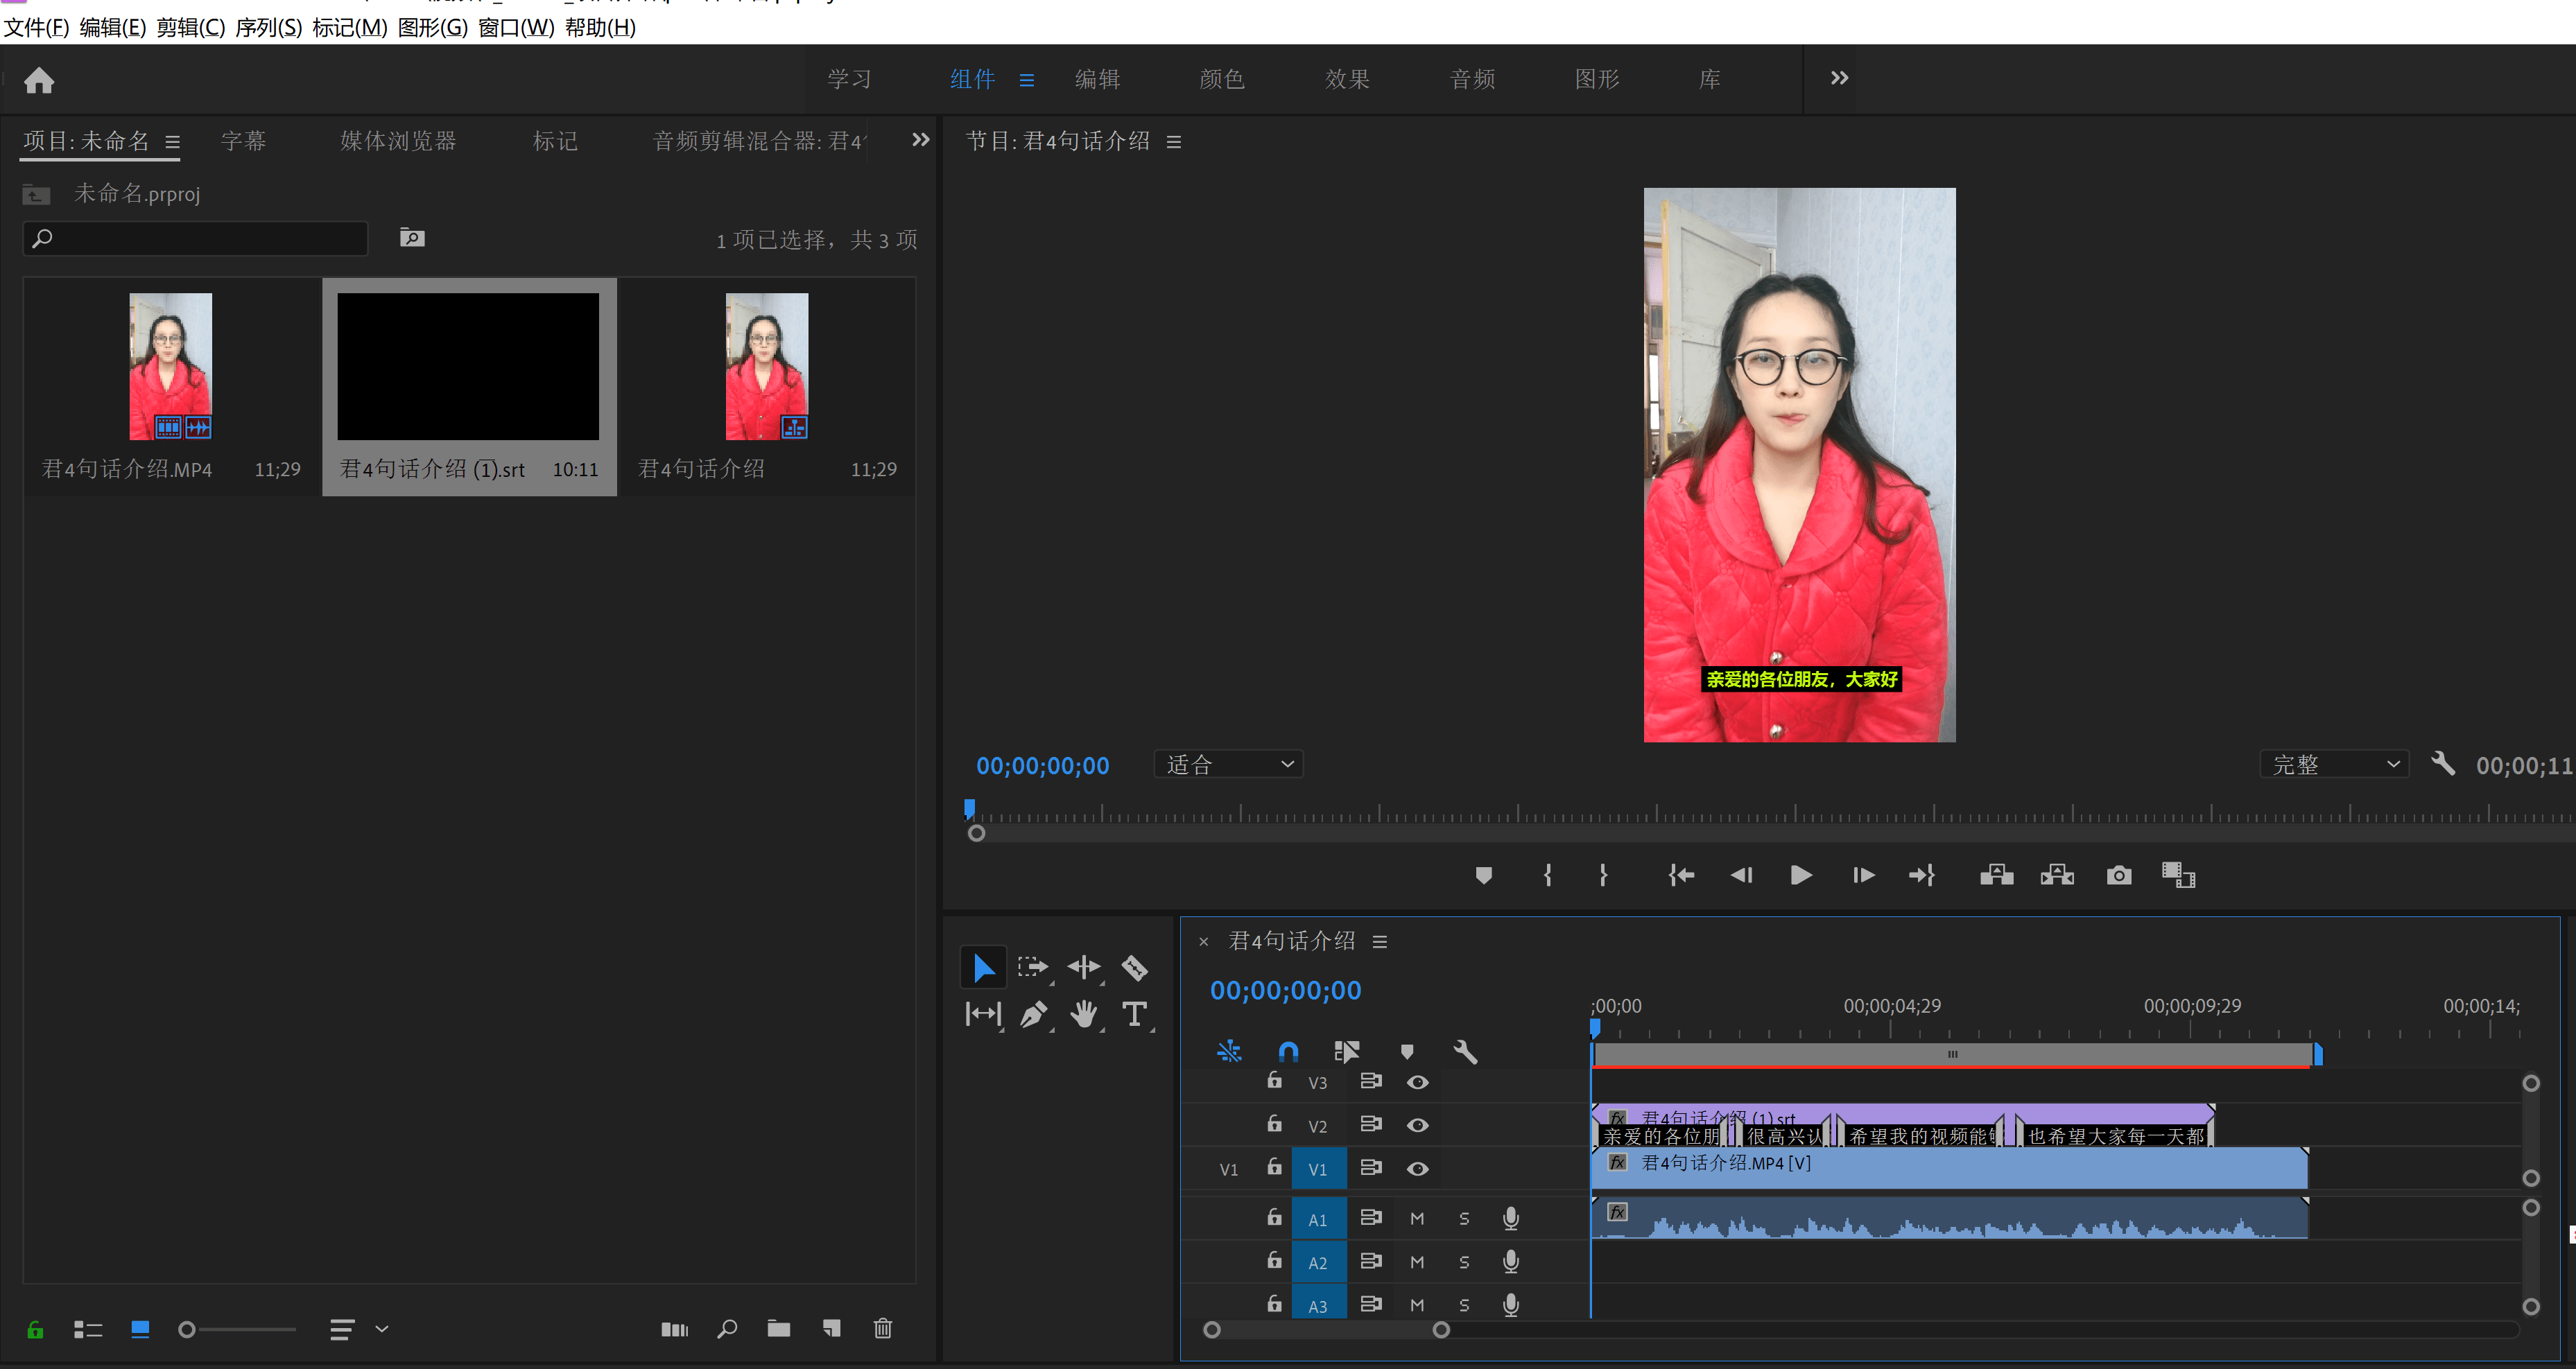 文件(F) 编辑(E) 剪辑(C) 序列(S) 标记(M) 图形(G) 窗口(W) 帮助(H)
学习 组件 编辑 颜色 效果 音频 图形 库
项目: 未命名 字幕 媒体浏览器 标记 音频剪辑混合器: 君4
节目: 君4句话介绍
未命名.prproj
1 项已选择，共 3 项
君4句话介绍.MP4 11;29
君4句话介绍 (1).srt 10:11
君4句话介绍 11;29
亲爱的各位朋友，大家好
00;00;00;00 适合 完整 00;00;11
君4句话介绍
00;00;00;00
;00;00 00;00;04;29 00;00;09;29 00;00;14;
V3
V2 fx 君4句话介绍 (1).srt
亲爱的各位朋 很高兴认 希望我的视频能 也希望大家每一天都
V1 V1 fx 君4句话介绍.MP4 [V]
A1 M S fx
A2 M S
A3 M S